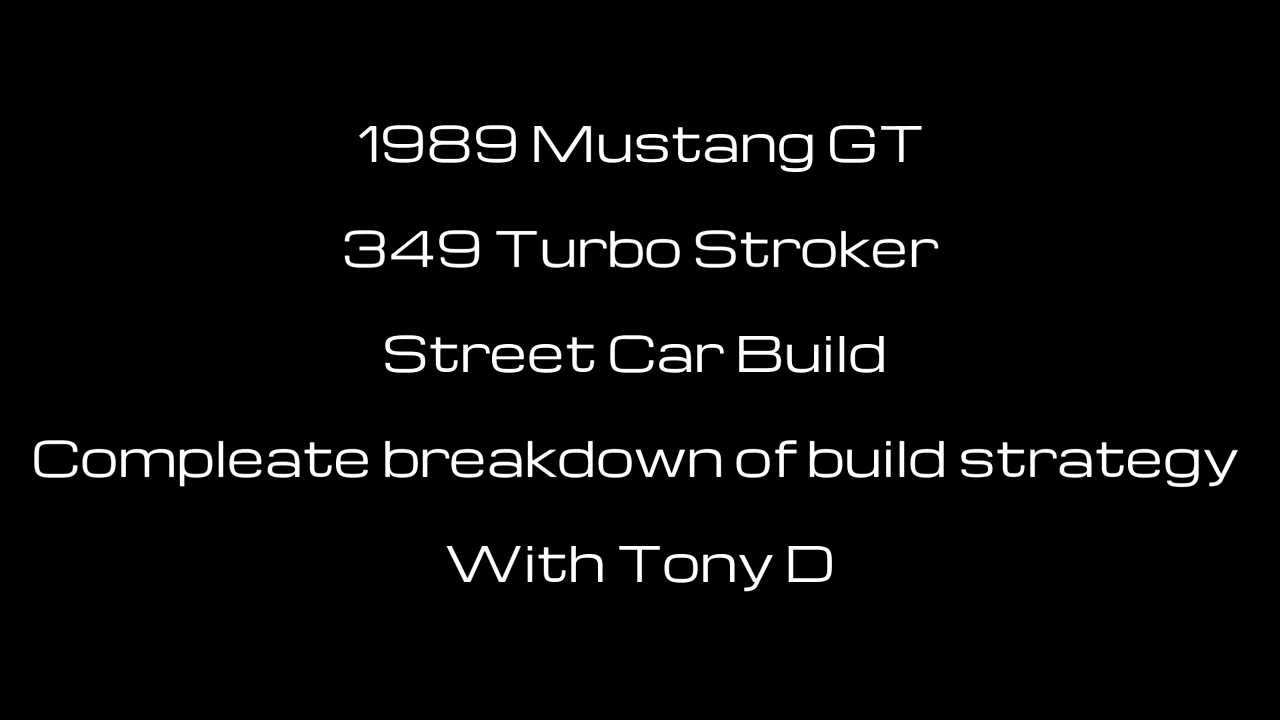 1989 Mustang GT
349 Turbo Stroker
Street Car Build
Compleate breakdown of build strategy
With Tony D